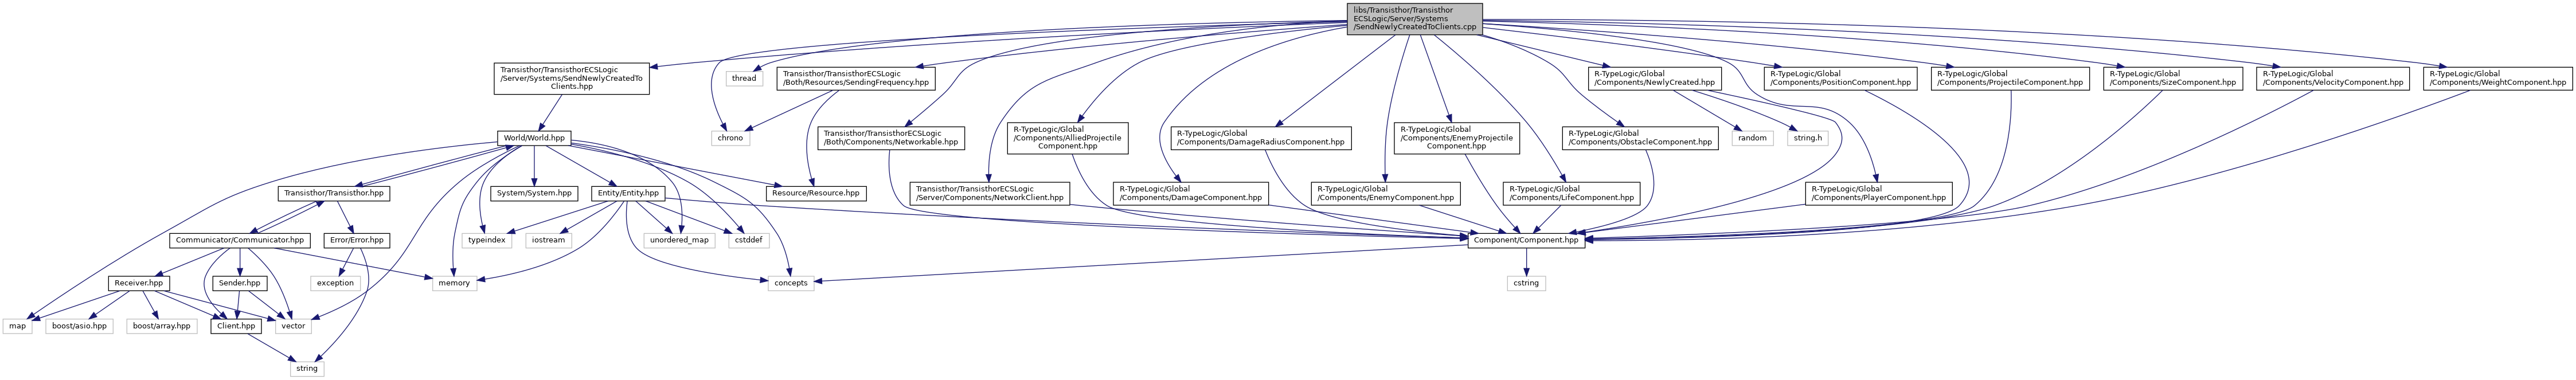 libs/Transisthor/Transisthor
ECSLogic/Server/Systems
/SendNewlyCreatedToClients.cpp
Transisthor/TransisthorECSLogic
/Server/Systems/SendNewlyCreatedTo
Clients.hpp
thread
Transisthor/TransisthorECSLogic
/Both/Resources/SendingFrequency.hpp
R-TypeLogic/Global
/Components/NewlyCreated.hpp
R-TypeLogic/Global
/Components/PositionComponent.hpp
R-TypeLogic/Global
/Components/ProjectileComponent.hpp
R-TypeLogic/Global
/Components/SizeComponent.hpp
R-TypeLogic/Global
/Components/VelocityComponent.hpp
R-TypeLogic/Global
/Components/WeightComponent.hpp
World/World.hpp
chrono
Transisthor/TransisthorECSLogic
/Both/Components/Networkable.hpp
R-TypeLogic/Global
/Components/AlliedProjectile
Component.hpp
R-TypeLogic/Global
/Components/DamageRadiusComponent.hpp
R-TypeLogic/Global
/Components/EnemyProjectile
Component.hpp
R-TypeLogic/Global
/Components/ObstacleComponent.hpp
random
string.h
Transisthor/Transisthor.hpp
System/System.hpp
Entity/Entity.hpp
Resource/Resource.hpp
Transisthor/TransisthorECSLogic
/Server/Components/NetworkClient.hpp
R-TypeLogic/Global
/Components/DamageComponent.hpp
R-TypeLogic/Global
/Components/EnemyComponent.hpp
R-TypeLogic/Global
/Components/LifeComponent.hpp
R-TypeLogic/Global
/Components/PlayerComponent.hpp
Communicator/Communicator.hpp
Error/Error.hpp
typeindex
iostream
unordered_map
cstddef
Component/Component.hpp
Receiver.hpp
Sender.hpp
exception
memory
concepts
cstring
map
boost/asio.hpp
boost/array.hpp
Client.hpp
vector
string